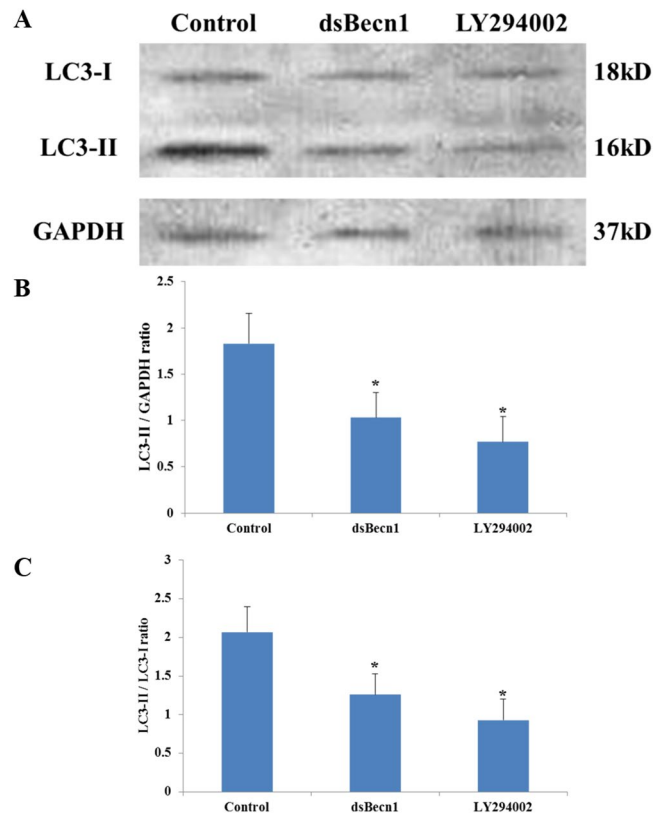 A
Control dsBecn1 LY294002
LC3-I 18kD
LC3-II 16kD
GAPDH 37kD
B
LC3-II / GAPDH ratio
2.5
2
1.5
1
0.5
0
*
*
Control dsBecn1 LY294002
C
LC3-II / LC3-I ratio
3
2.5
2
1.5
1
0.5
0
*
*
Control dsBecn1 LY294002